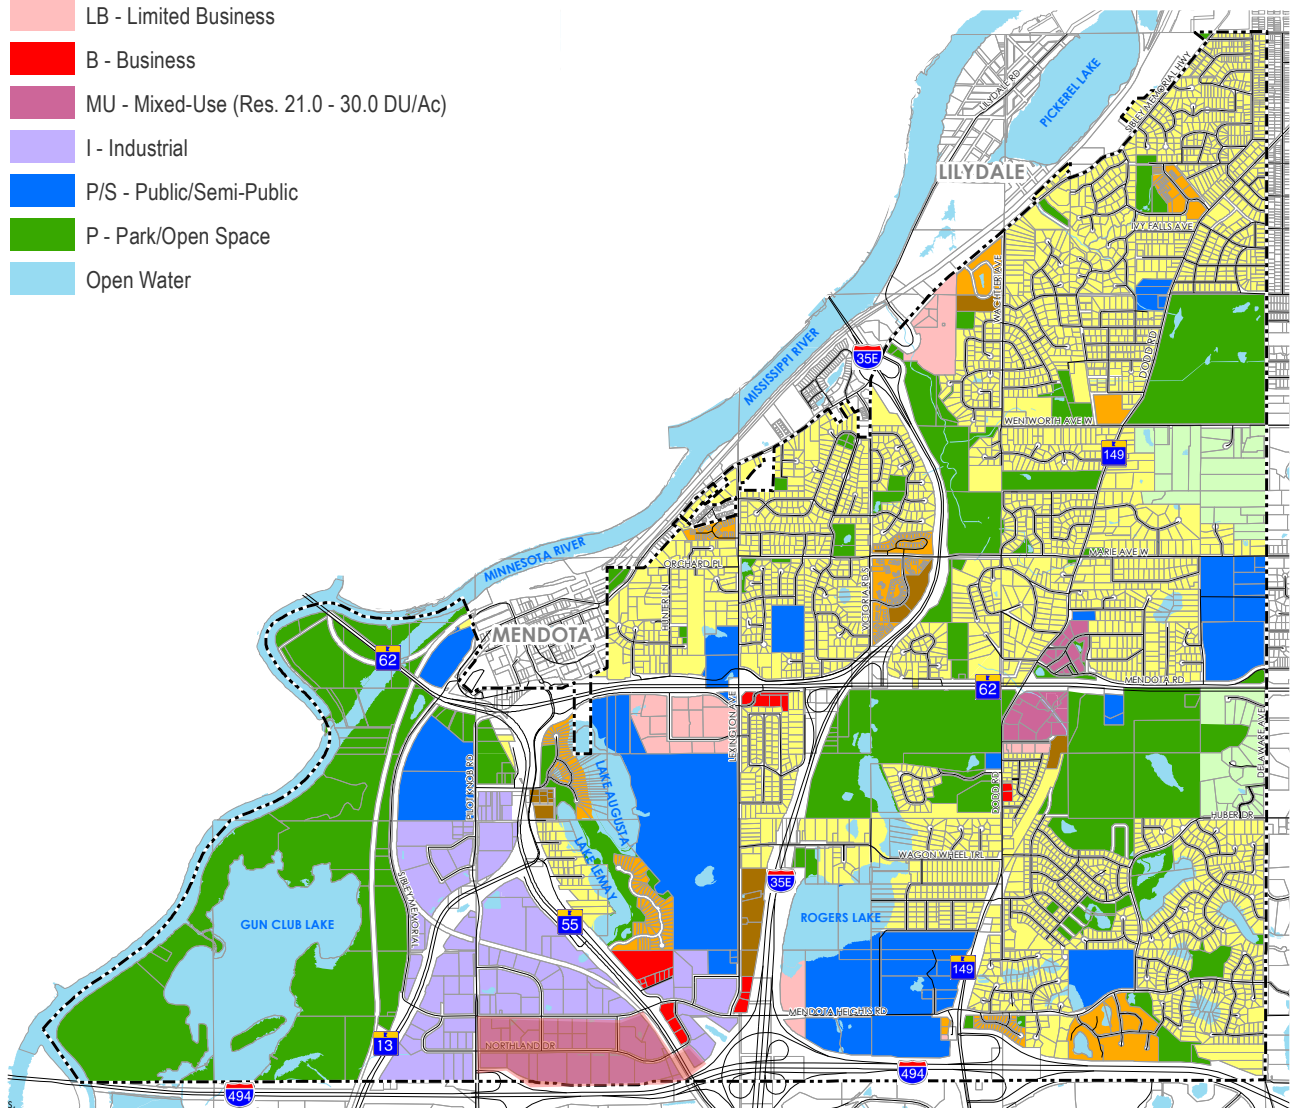 LB - Limited Business
B - Business
MU - Mixed-Use (Res. 21.0 - 30.0 DU/Ac)
I - Industrial
P/S - Public/Semi-Public
P - Park/Open Space
Open Water
LILYDALE RD
PICKEREL LAKE
SIBLEY MEMORIAL HWY
LILYDALE
IVY FALLS AVE
WACHTLER AVE
MISSISSIPPI RIVER
35E
DODD RD
WENTWORTH AVE W
149
MINNESOTA RIVER
ORCHARD PL
MARIE AVE W
HUNTER LN
VICTORIA RD S
MENDOTA
62
62
MENDOTA RD
LEXINGTON AVE
DELAWARE AVE
PILOT KNOB RD
LAKE AUGUSTA
DODD RD
HUBER DR
LAKE LEMAY
WAGON WHEEL TRL
35E
SIBLEY MEMORIAL
GUN CLUB LAKE
55
ROGERS LAKE
149
MENDOTA HEIGHTS RD
13
NORTHLAND DR
494
494
s.